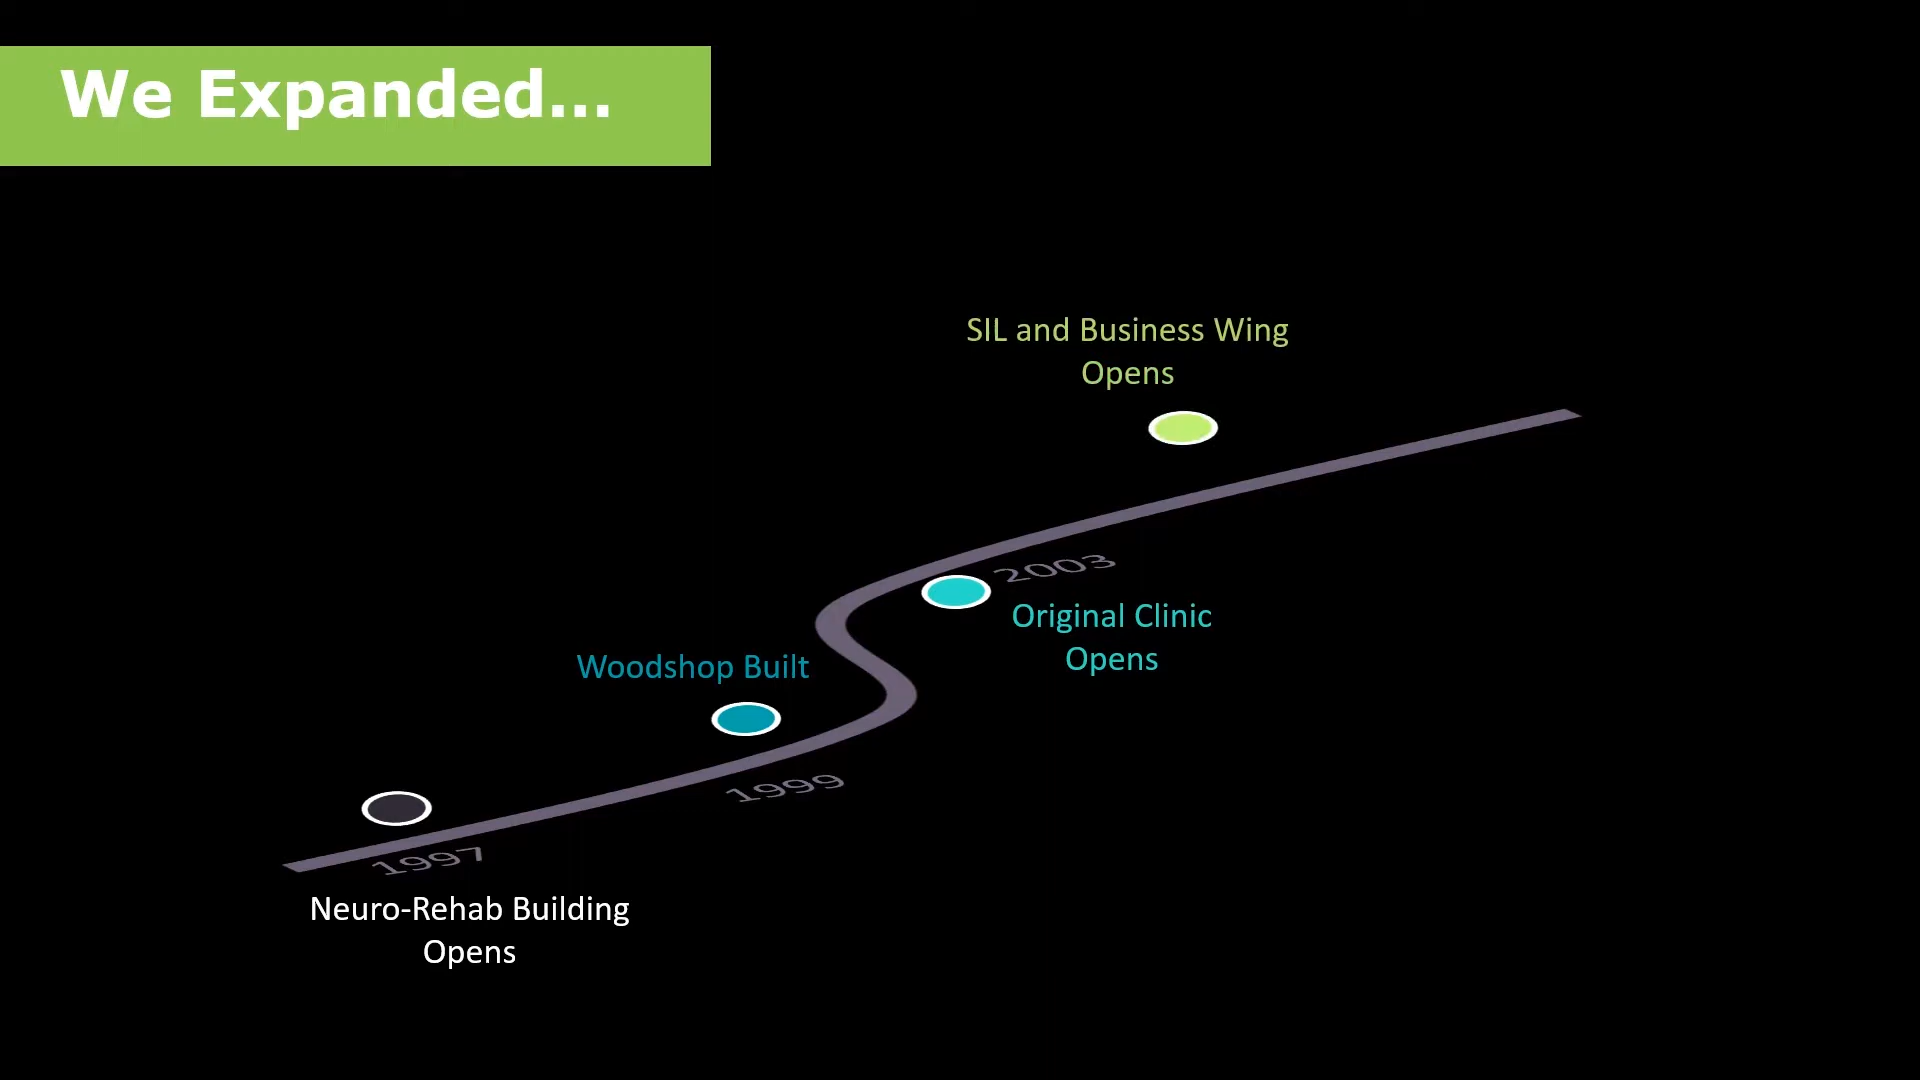 We Expanded...
SIL and Business Wing
Opens
2003
Original Clinic
Opens
Woodshop Built
1999
1997
Neuro-Rehab Building
Opens